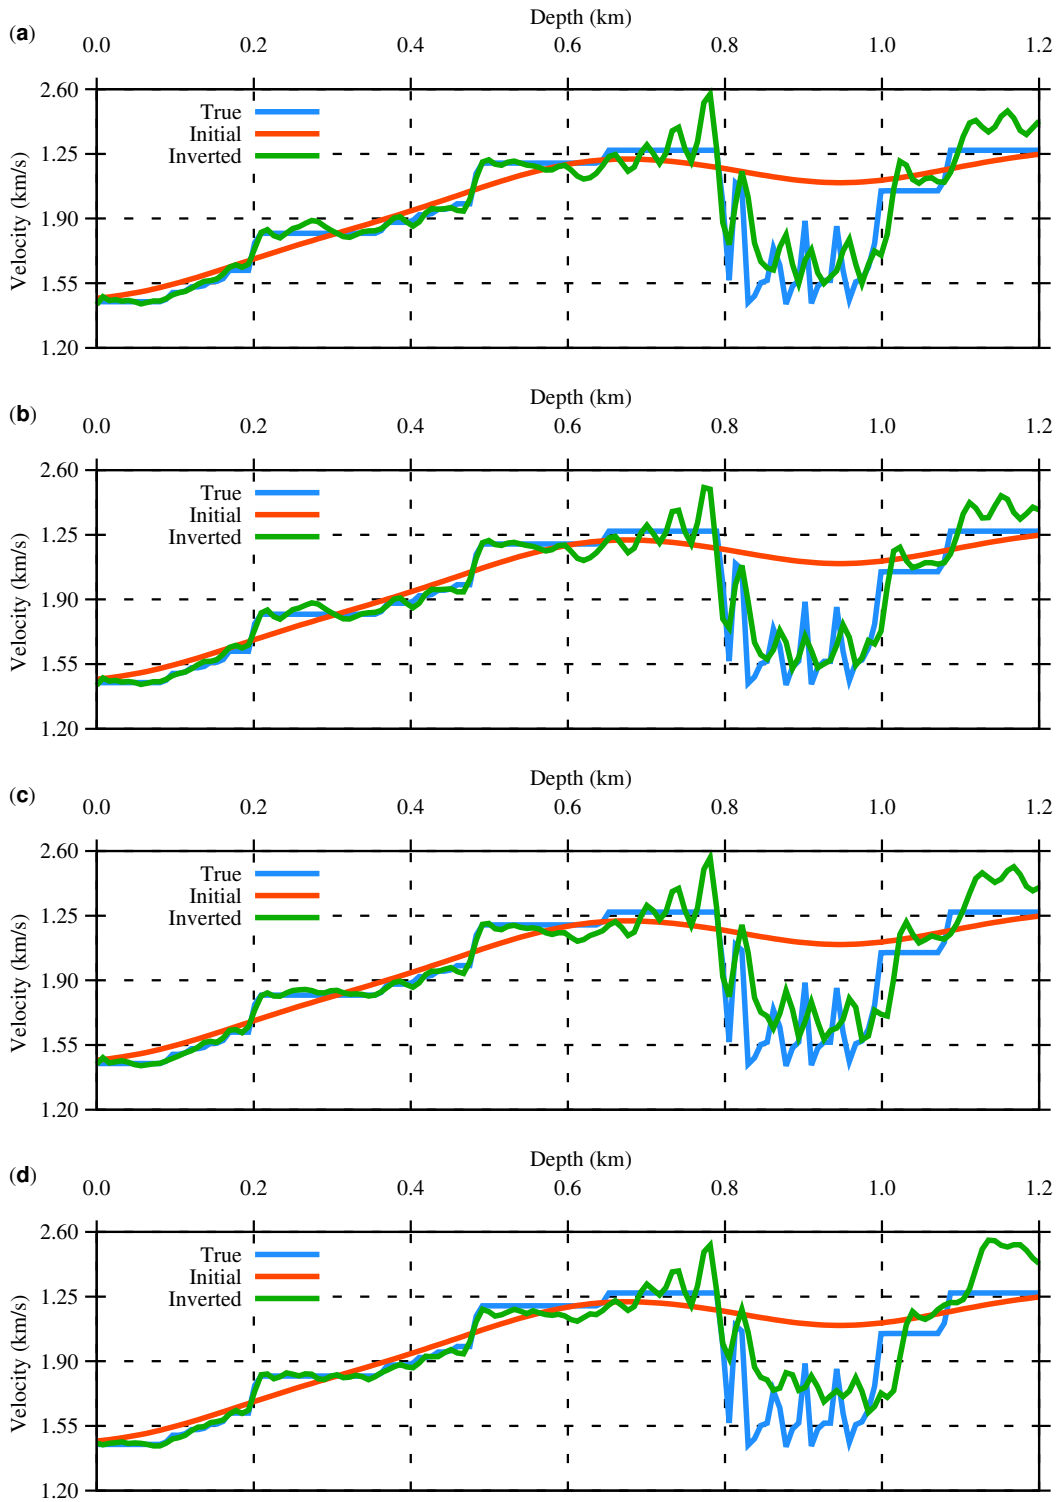 (a)
Depth (km)
0.0 0.2 0.4 0.6 0.8 1.0 1.2
2.60
1.25
1.90
1.55
1.20
Velocity (km/s)
True
Initial
Inverted
(b)
Depth (km)
0.0 0.2 0.4 0.6 0.8 1.0 1.2
2.60
1.25
1.90
1.55
1.20
Velocity (km/s)
True
Initial
Inverted
(c)
Depth (km)
0.0 0.2 0.4 0.6 0.8 1.0 1.2
2.60
1.25
1.90
1.55
1.20
Velocity (km/s)
True
Initial
Inverted
(d)
Depth (km)
0.0 0.2 0.4 0.6 0.8 1.0 1.2
2.60
1.25
1.90
1.55
1.20
Velocity (km/s)
True
Initial
Inverted